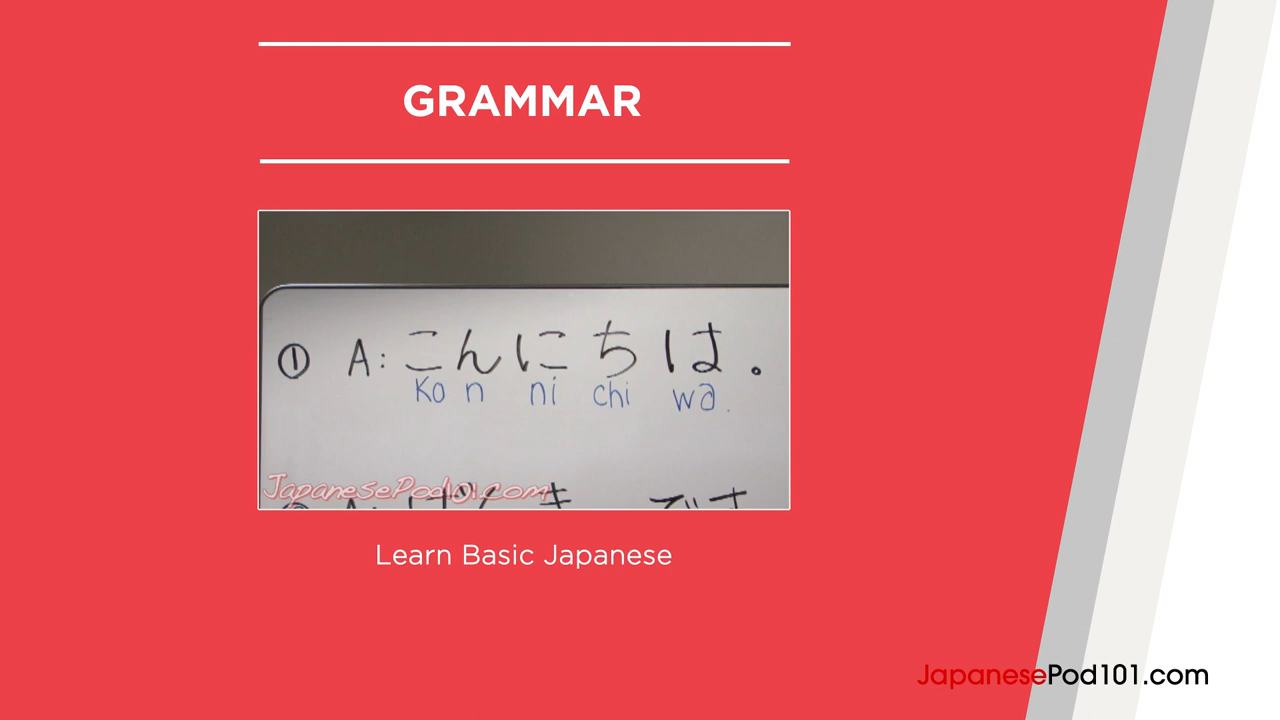 GRAMMAR
① A: こんにちは。
Ko n ni chi wa.
JapanesePod101.com
Learn Basic Japanese
JapanesePod101.com